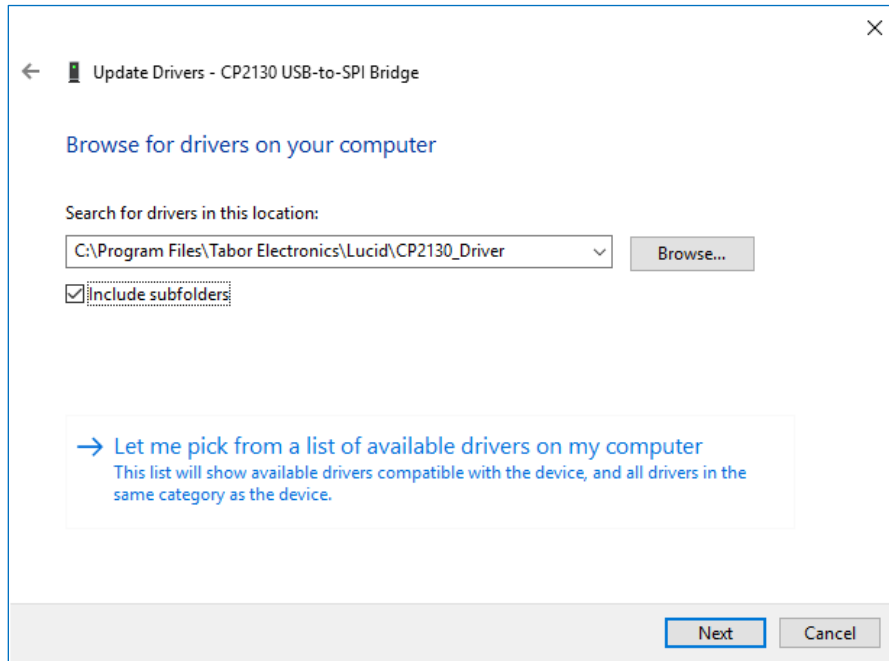 Update Drivers - CP2130 USB-to-SPI Bridge
Browse for drivers on your computer
Search for drivers in this location:
C:\Program Files\Tabor Electronics\Lucid\CP2130_Driver
Browse...
Include subfolders
Let me pick from a list of available drivers on my computer
This list will show available drivers compatible with the device, and all drivers in the
same category as the device.
Next
Cancel